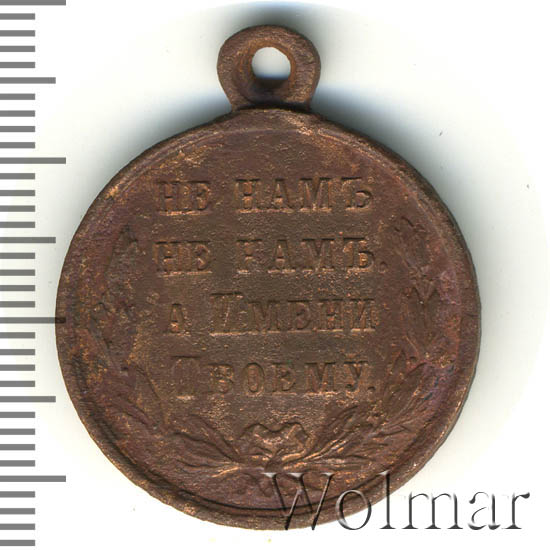 НЕ НАМЪ
НЕ НАМЪ.
А ИМЕНИ
ТВОЕМУ.
Wolmar